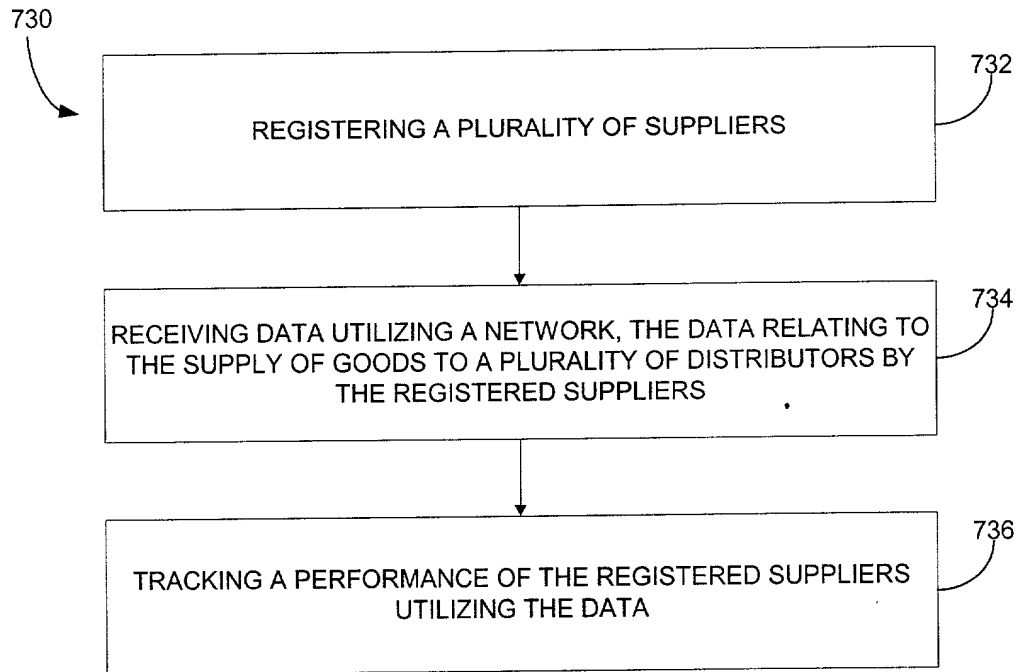 730
732
REGISTERING A PLURALITY OF SUPPLIERS
734
RECEIVING DATA UTILIZING A NETWORK, THE DATA RELATING TO
THE SUPPLY OF GOODS TO A PLURALITY OF DISTRIBUTORS BY
THE REGISTERED SUPPLIERS
736
TRACKING A PERFORMANCE OF THE REGISTERED SUPPLIERS
UTILIZING THE DATA